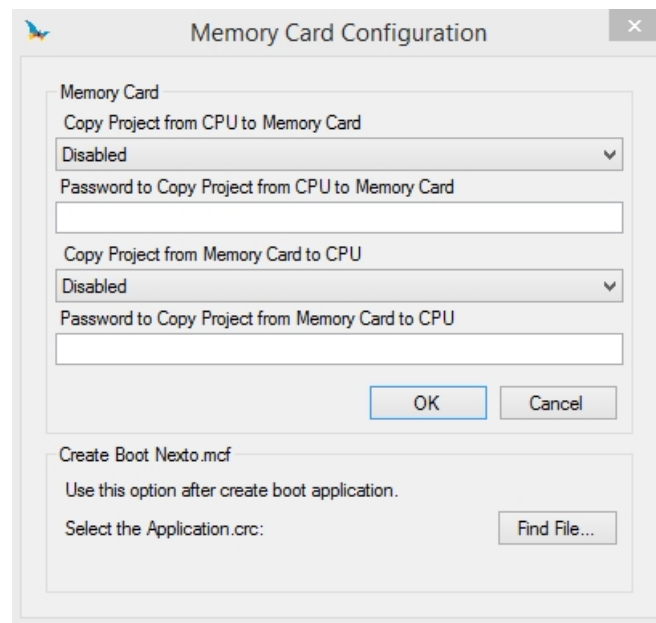 Memory Card Configuration
Memory Card
Copy Project from CPU to Memory Card
Disabled
Password to Copy Project from CPU to Memory Card
Copy Project from Memory Card to CPU
Disabled
Password to Copy Project from Memory Card to CPU
OK Cancel
Create Boot Nexto.mcf
Use this option after create boot application.
Select the Application.crc: Find File...